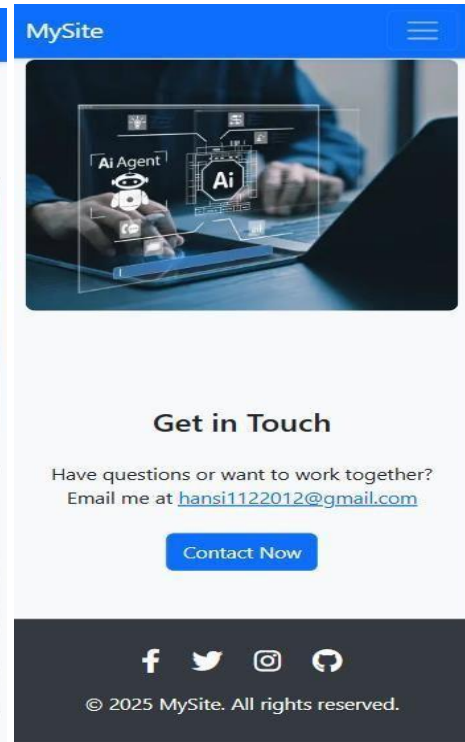 MySite
Ai Agent
Ai
Get in Touch
Have questions or want to work together?
Email me at hansi1122012@gmail.com
Contact Now
© 2025 MySite. All rights reserved.